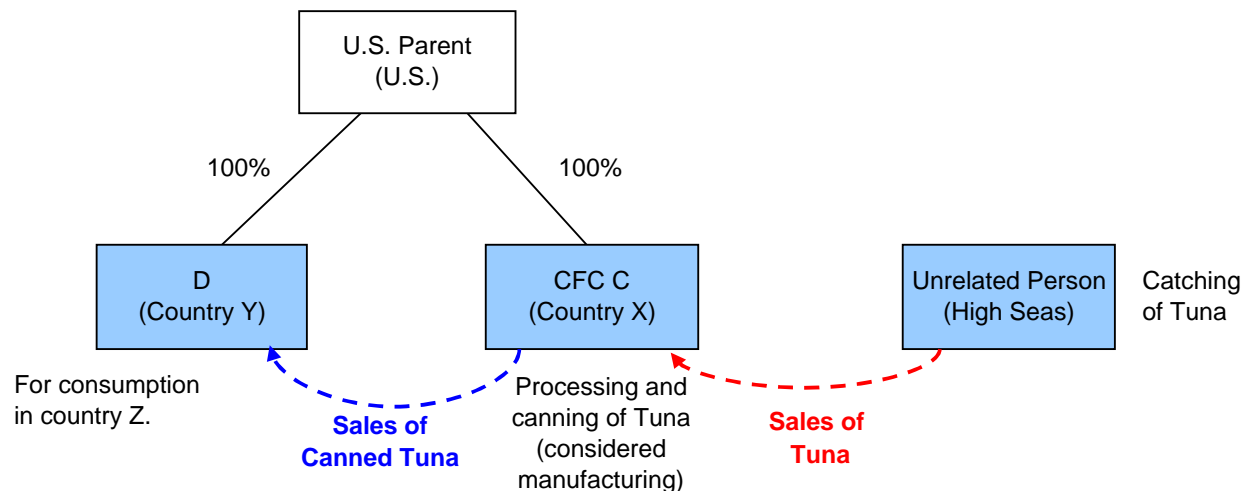 U.S. Parent
(U.S.)
100%
100%
D
(Country Y)
CFC C
(Country X)
Unrelated Person
(High Seas)
Catching
of Tuna
For consumption
in country Z.
Sales of
Canned Tuna
Processing and
canning of Tuna
(considered
manufacturing)
Sales of
Tuna